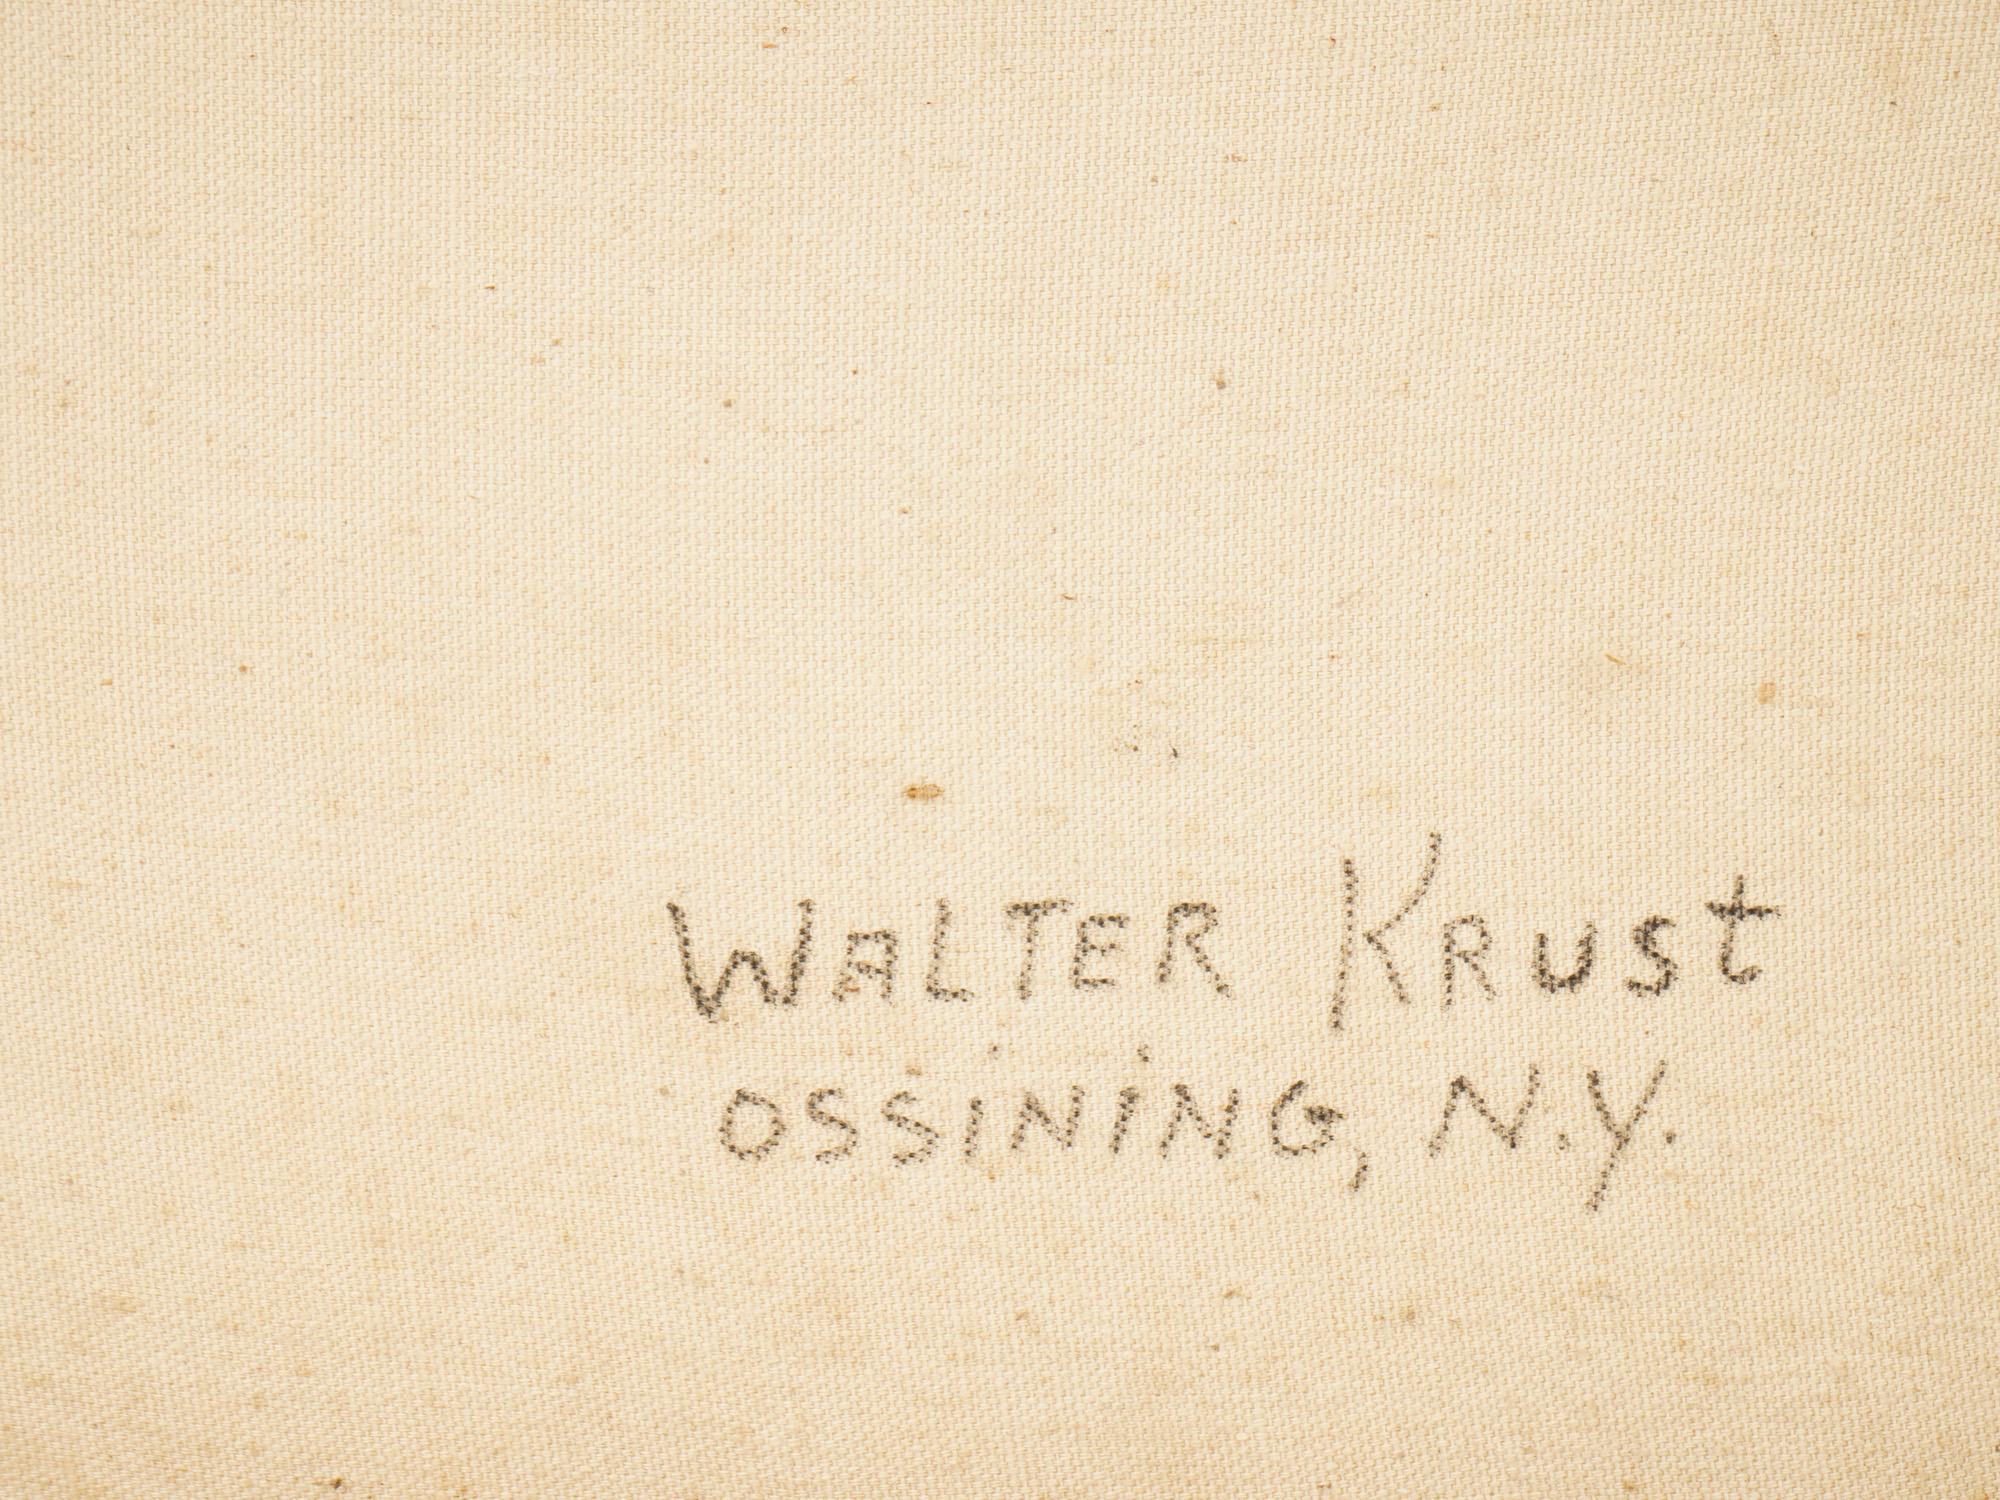 WALTER KRUSt
OSSiNiNG, N.Y.